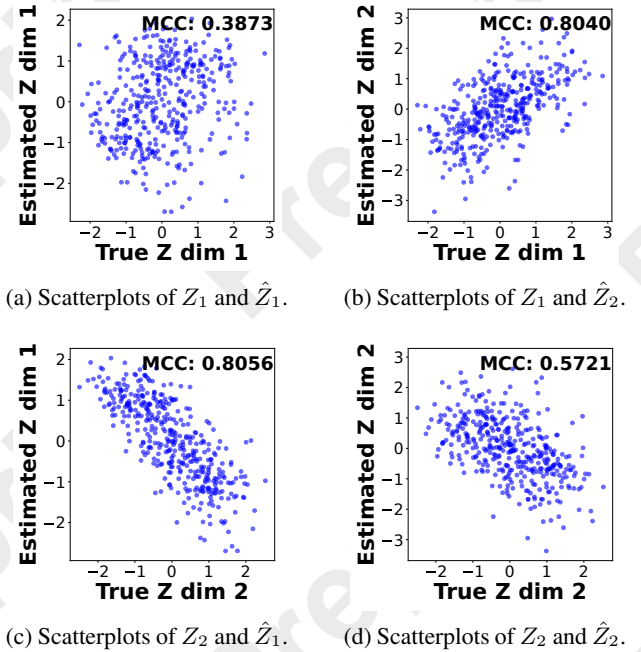 MCC: 0.3873
Estimated Z dim 1
2
1
0
−1
−2
−2 −1 0 1 2 3
True Z dim 1
(a) Scatterplots of Z₁ and Ẑ₁.
MCC: 0.8040
Estimated Z dim 2
3
2
1
0
−1
−2
−3
−2 −1 0 1 2 3
True Z dim 1
(b) Scatterplots of Z₁ and Ẑ₂.
MCC: 0.8056
Estimated Z dim 1
2
1
0
−1
−2
−2 −1 0 1 2
True Z dim 2
(c) Scatterplots of Z₂ and Ẑ₁.
MCC: 0.5721
Estimated Z dim 2
3
2
1
0
−1
−2
−3
−2 −1 0 1 2
True Z dim 2
(d) Scatterplots of Z₂ and Ẑ₂.